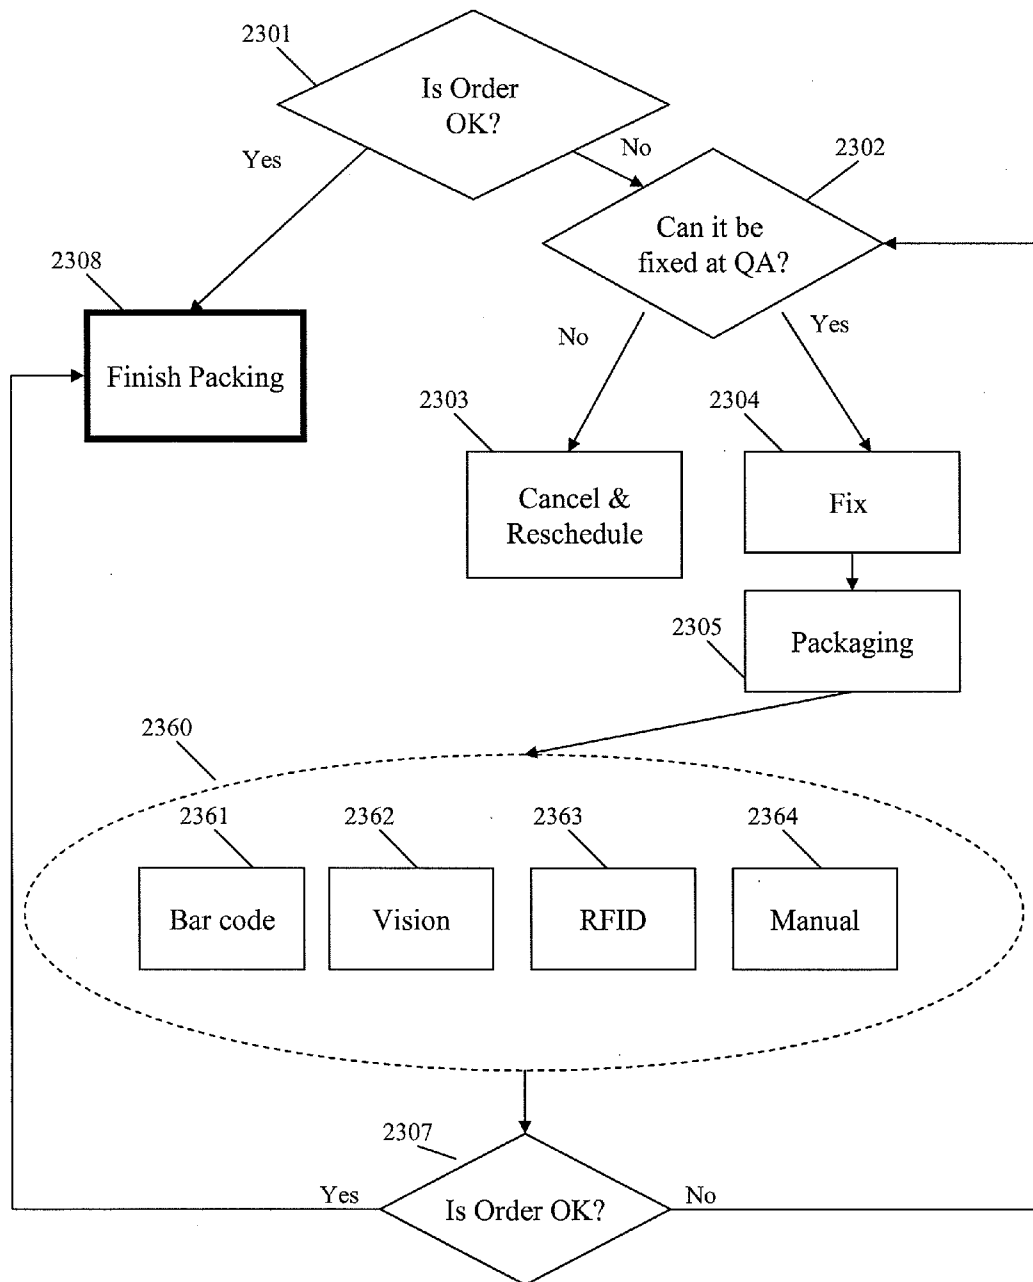 2301
Is Order
OK?
Yes
No
2302
Can it be
fixed at QA?
2308
Finish Packing
No
Yes
2303
2304
Cancel &
Reschedule
Fix
2305
Packaging
2360
2361
2362
2363
2364
Bar code
Vision
RFID
Manual
2307
Yes
Is Order OK?
No